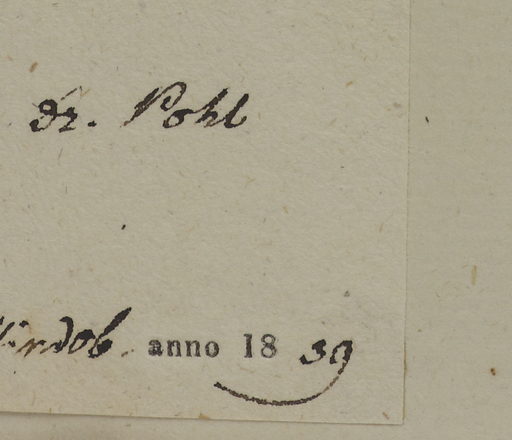 dr. Pohl
Vindob. anno 18 39